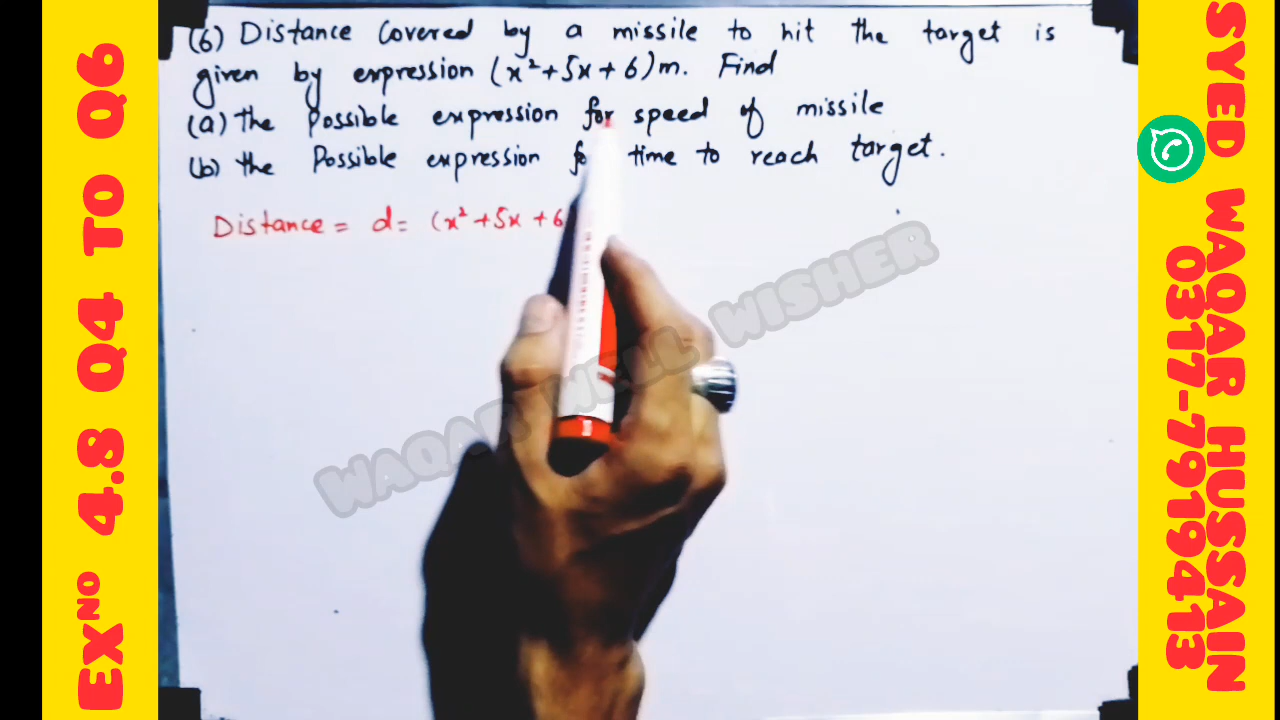 (6) Distance Covered by a missile to hit the target is
given by expression (x²+5x+6)m. Find
(a) the possible expression for speed of missile
(b) the Possible expression fo time to reach target.
Distance = d= (x²+5x+6
WAQAR WELL WISHER
EXᴺᴼ 4.8 Q4 TO Q6
SYED WAQAR HUSSAIN
0317-7919413